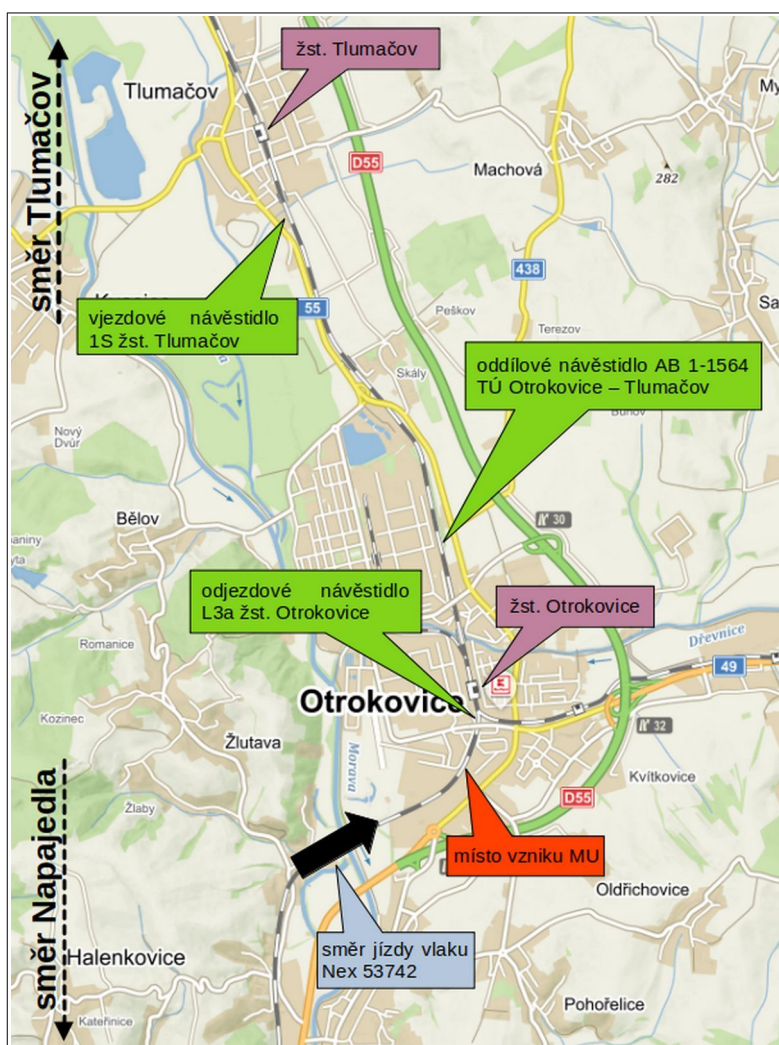 žst. Tlumačov
směr Tlumačov
Tlumačov
D55
Machová
282
438
vjezdové návěstidlo
1S žst. Tlumačov
55
Peškov
Terezov
oddílové návěstidlo AB 1-1564
TÚ Otrokovice – Tlumačov
Skály
Nový
Dvůr
Bělov
30
odjezdové návěstidlo
L3a žst. Otrokovice
žst. Otrokovice
Dřevnice
Romanice
49
Otrokovice
Kozinec
Žlutava
32
Morava
Kvítkovice
Žlaby
D55
místo vzniku MU
Oldřichovice
směr Napajedla
směr jízdy vlaku
Nex 53742
Halenkovice
Pohořelice
Kateřinice